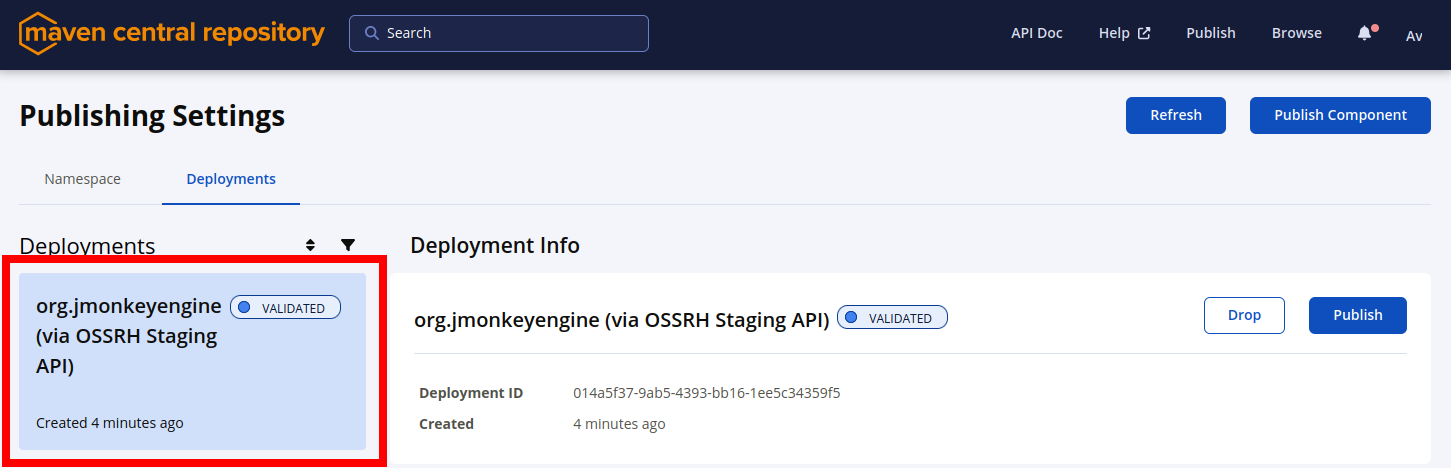 maven central repository
Search
API Doc
Help
Publish
Browse
Av
Publishing Settings
Refresh
Publish Component
Namespace
Deployments
Deployments
org.jmonkeyengine
VALIDATED
(via OSSRH Staging
API)
Created 4 minutes ago
Deployment Info
org.jmonkeyengine (via OSSRH Staging API)
VALIDATED
Drop
Publish
Deployment ID 014a5f37-9ab5-4393-bb16-1ee5c34359f5
Created 4 minutes ago